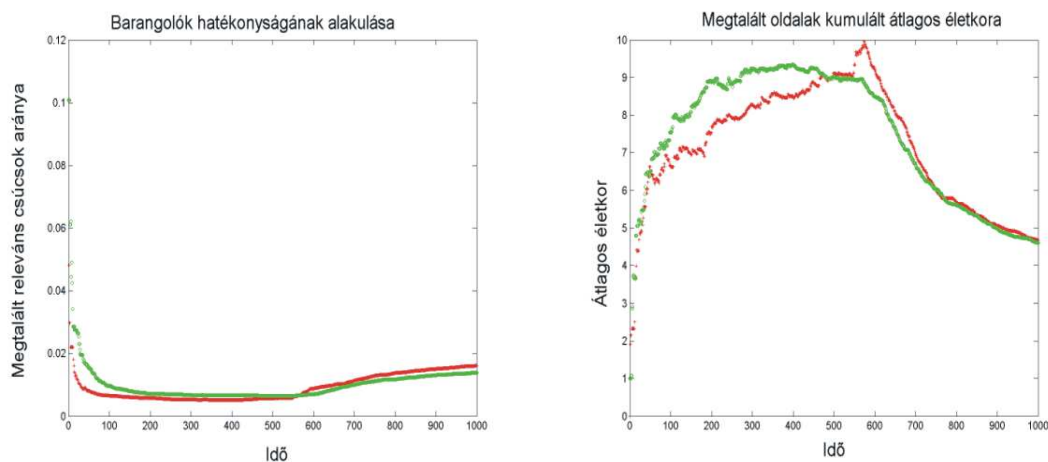 Barangolók hatékonyságának alakulása
Megtalált releváns csúcsok aránya
0.12
0.1
0.08
0.06
0.04
0.02
0
0 100 200 300 400 500 600 700 800 900 1000
Idő
Megtalált oldalak kumulált átlagos életkora
Átlagos életkor
10
9
8
7
6
5
4
3
2
1
0
0 100 200 300 400 500 600 700 800 900 1000
Idő